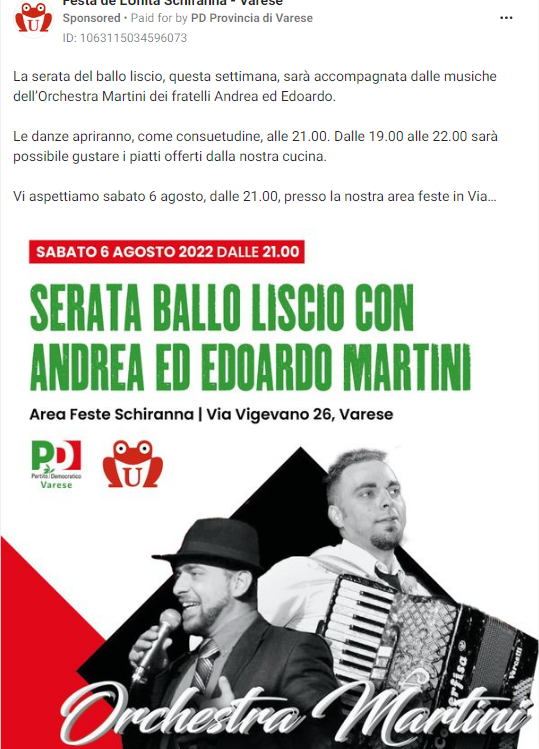 Festa de L'Unità Schiranna - Varese
Sponsored • Paid for by PD Provincia di Varese
ID: 1063115034596073
La serata del ballo liscio, questa settimana, sarà accompagnata dalle musiche
dell'Orchestra Martini dei fratelli Andrea ed Edoardo.
Le danze apriranno, come consuetudine, alle 21.00. Dalle 19.00 alle 22.00 sarà
possibile gustare i piatti offerti dalla nostra cucina.
Vi aspettiamo sabato 6 agosto, dalle 21.00, presso la nostra area feste in Via...
SABATO 6 AGOSTO 2022 DALLE 21.00
SERATA BALLO LISCIO CON
ANDREA ED EDOARDO MARTINI
Area Feste Schiranna | Via Vigevano 26, Varese
PD
Partito Democratico
Varese
U
Orchestra Martini